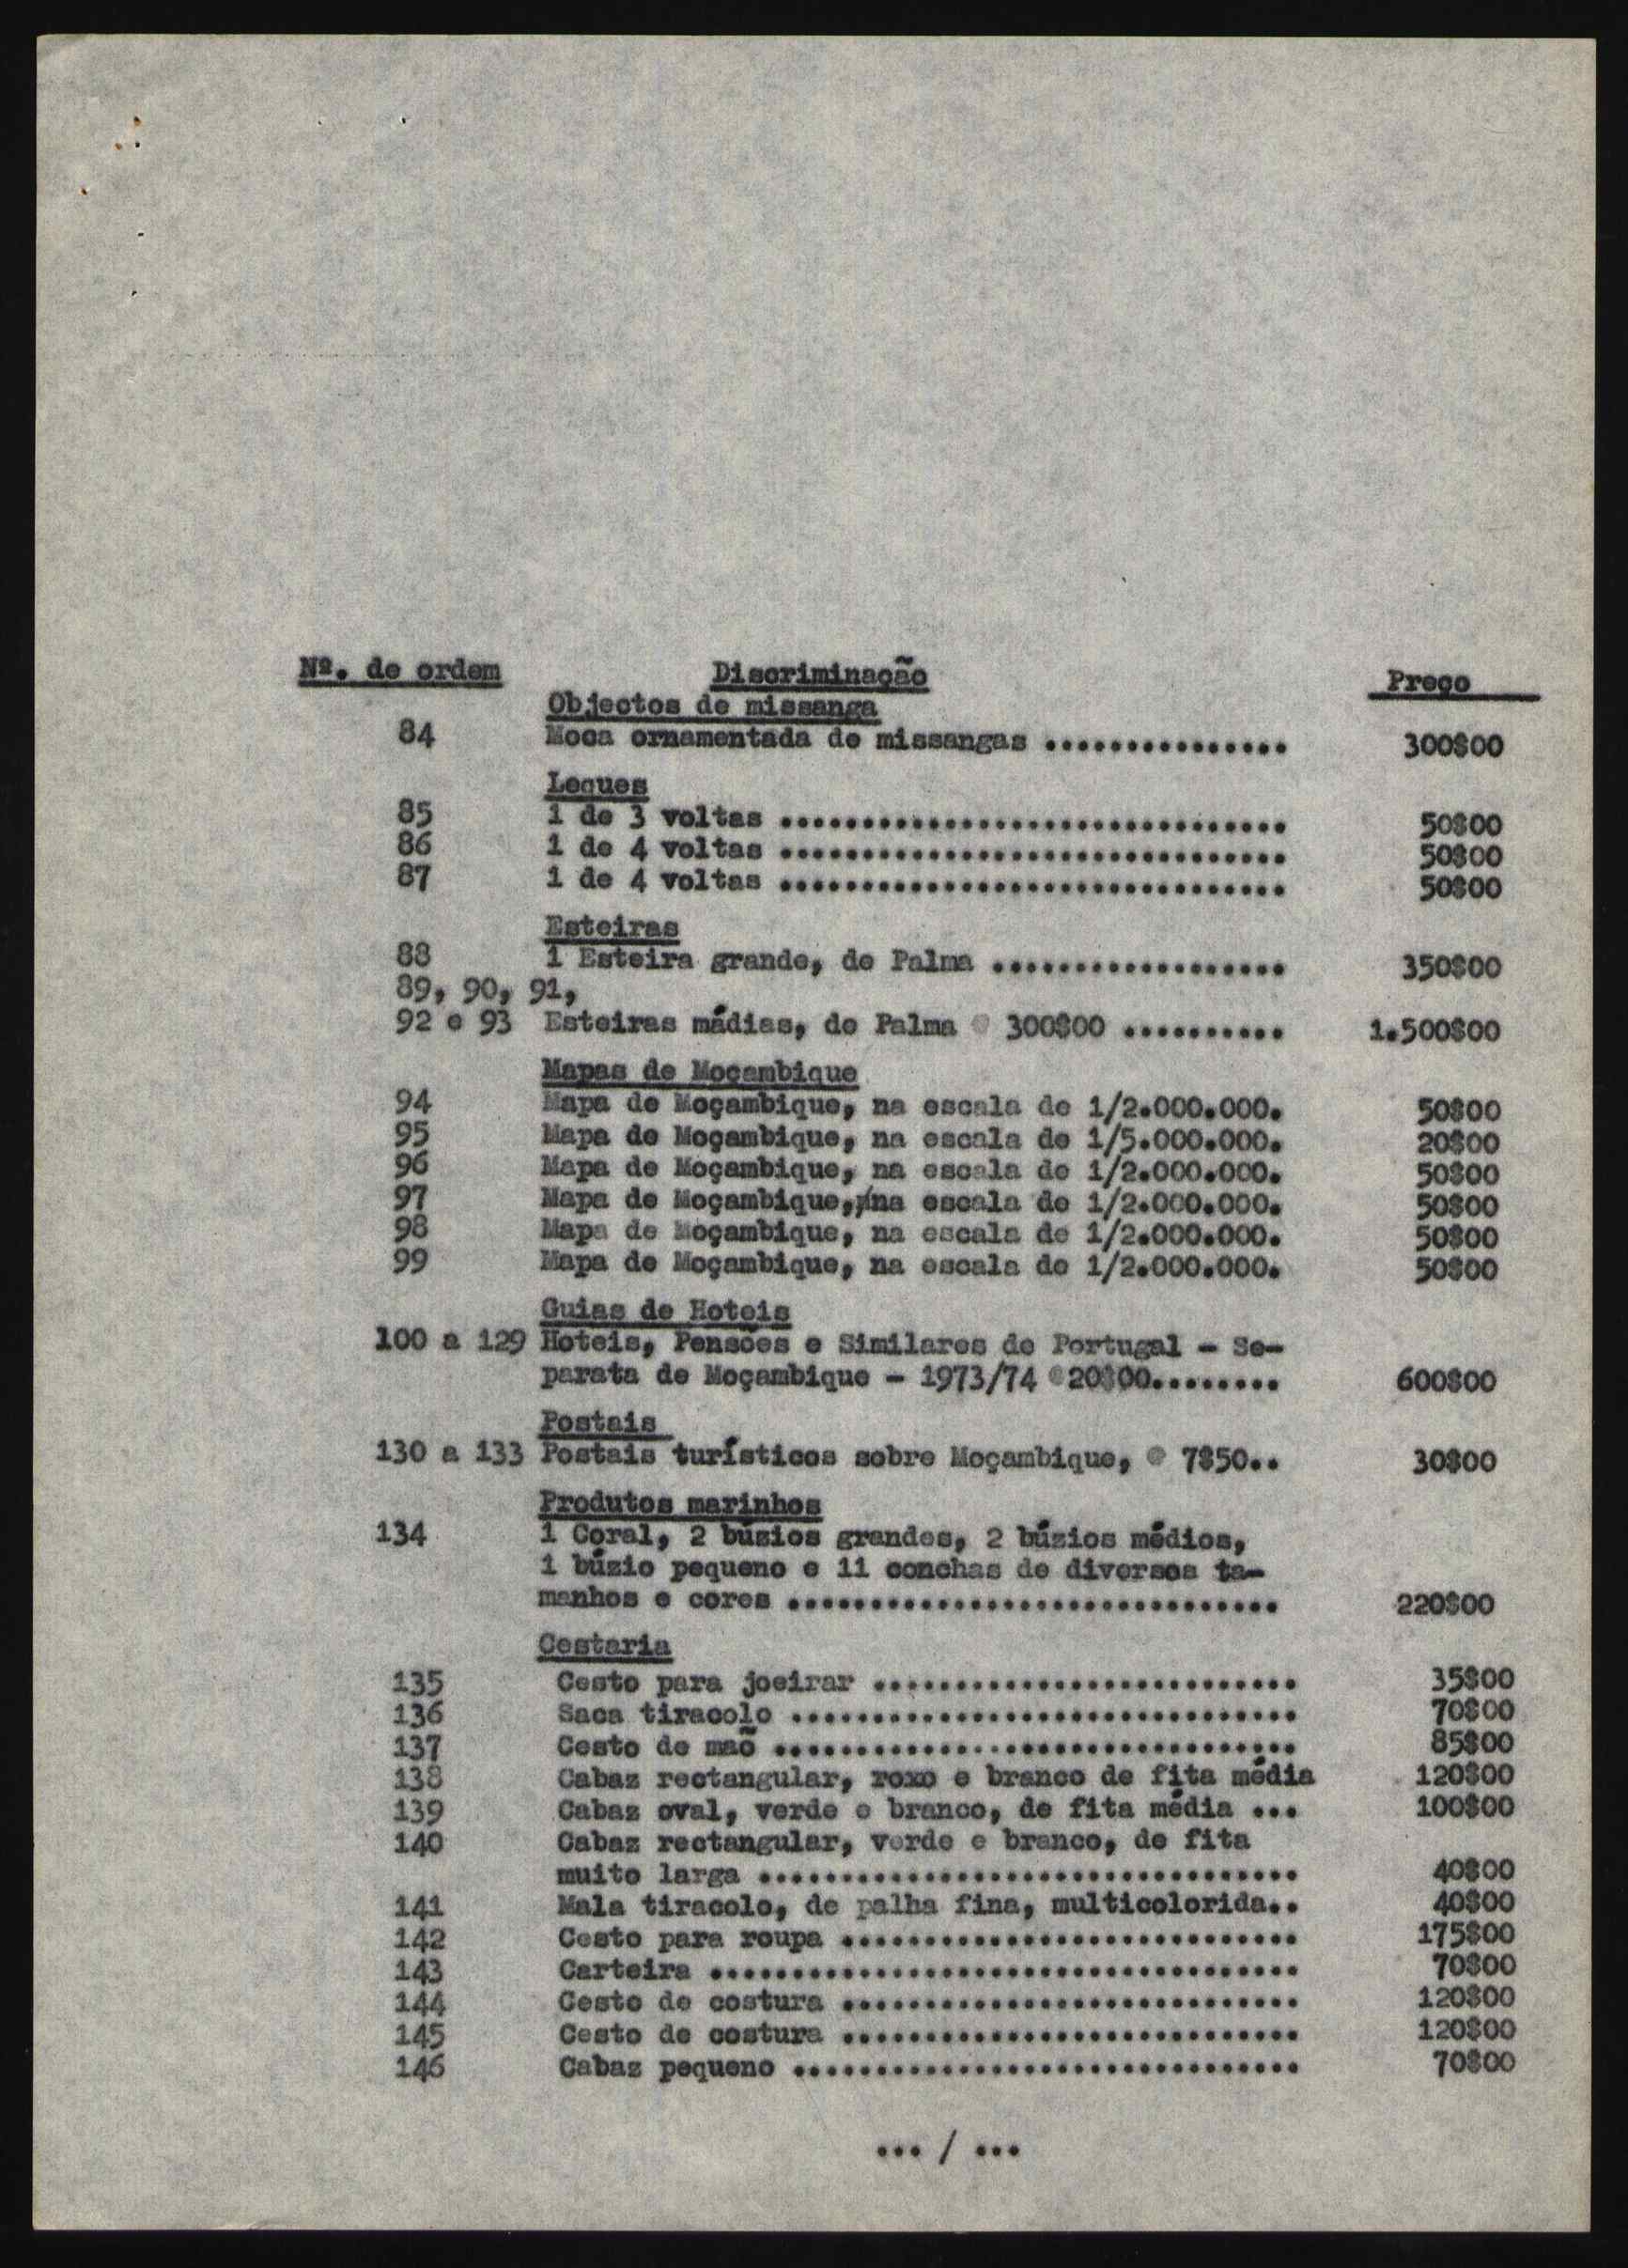 Nº. de ordem Discriminação Preço
Objectos de missanga
84 Moca ornamentada de missangas ............... 300$00
Leques
85 1 de 3 voltas ............................... 50$00
86 1 de 4 voltas ............................... 50$00
87 1 de 4 voltas ............................... 50$00
Esteiras
88 1 Esteira grande, de Palma .................. 350$00
89, 90, 91,
92 e 93 Esteiras médias, de Palma @ 300$00 .......... 1.500$00
Mapas de Moçambique
94 Mapa de Moçambique, na escala de 1/2.000.000. 50$00
95 Mapa de Moçambique, na escala de 1/5.000.000. 20$00
96 Mapa de Moçambique, na escala de 1/2.000.000. 50$00
97 Mapa de Moçambique, na escala de 1/2.000.000. 50$00
98 Mapa de Moçambique, na escala de 1/2.000.000. 50$00
99 Mapa de Moçambique, na escala de 1/2.000.000. 50$00
Guias de Hoteis
100 a 129 Hoteis, Pensões e Similares de Portugal - Se-
parata de Moçambique - 1973/74 @ 20$00........ 600$00
Postais
130 a 133 Postais turísticos sobre Moçambique, @ 7$50.. 30$00
Produtos marinhos
134 1 Coral, 2 búzios grandes, 2 búzios médios,
1 búzio pequeno e 11 conchas de diversos ta-
manhos e cores .............................. 220$00
Cestaria
135 Cesto para joeirar .......................... 35$00
136 Saca tiracolo ............................... 70$00
137 Cesto de mão ................................ 85$00
138 Cabaz rectangular, roxo e branco de fita média 120$00
139 Cabaz oval, verde e branco, de fita média ... 100$00
140 Cabaz rectangular, verde e branco, de fita
muito larga ................................. 40$00
141 Mala tiracolo, de palha fina, multicolorida.. 40$00
142 Cesto para roupa ............................ 175$00
143 Carteira .................................... 70$00
144 Cesto de costura ............................ 120$00
145 Cesto de costura ............................ 120$00
146 Cabaz pequeno ............................... 70$00
... / ...